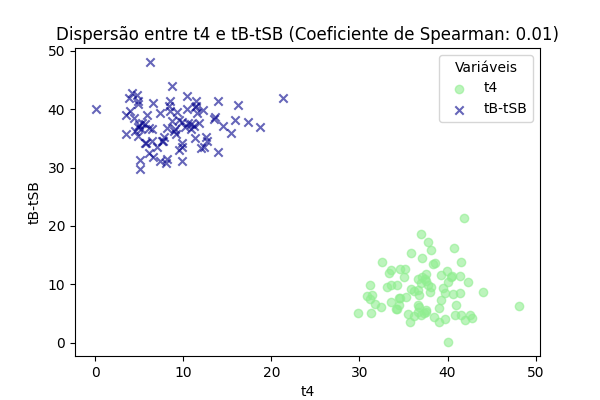 Dispersão entre t4 e tB-tSB (Coeficiente de Spearman: 0.01)
Variáveis
t4
tB-tSB
50
40
30
20
10
0
tB-tSB
0 10 20 30 40 50
t4